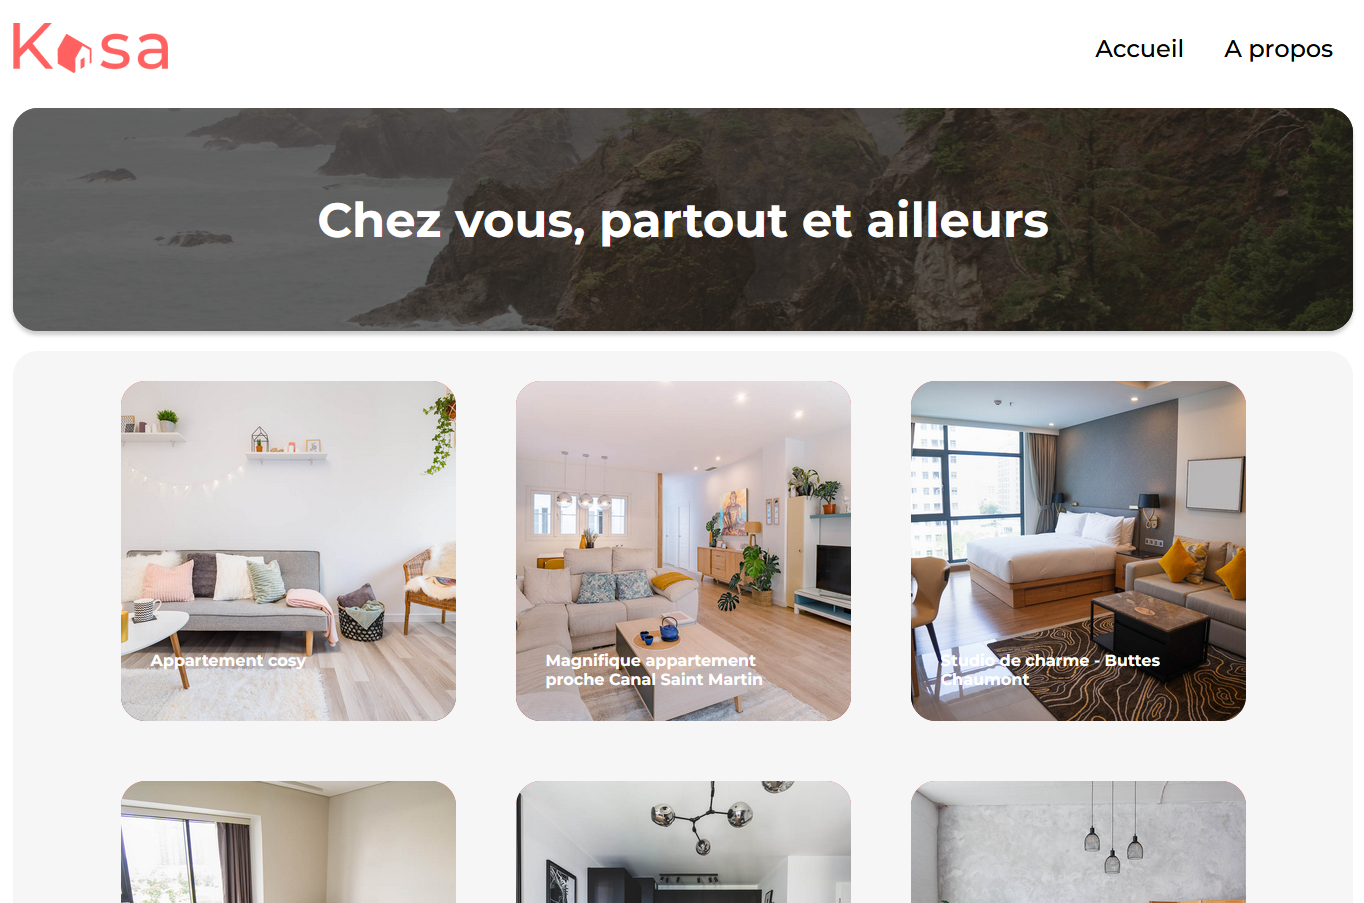 Kasa
Accueil
A propos
Chez vous, partout et ailleurs
Appartement cosy
Magnifique appartement
proche Canal Saint Martin
Studio de charme - Buttes
Chaumont